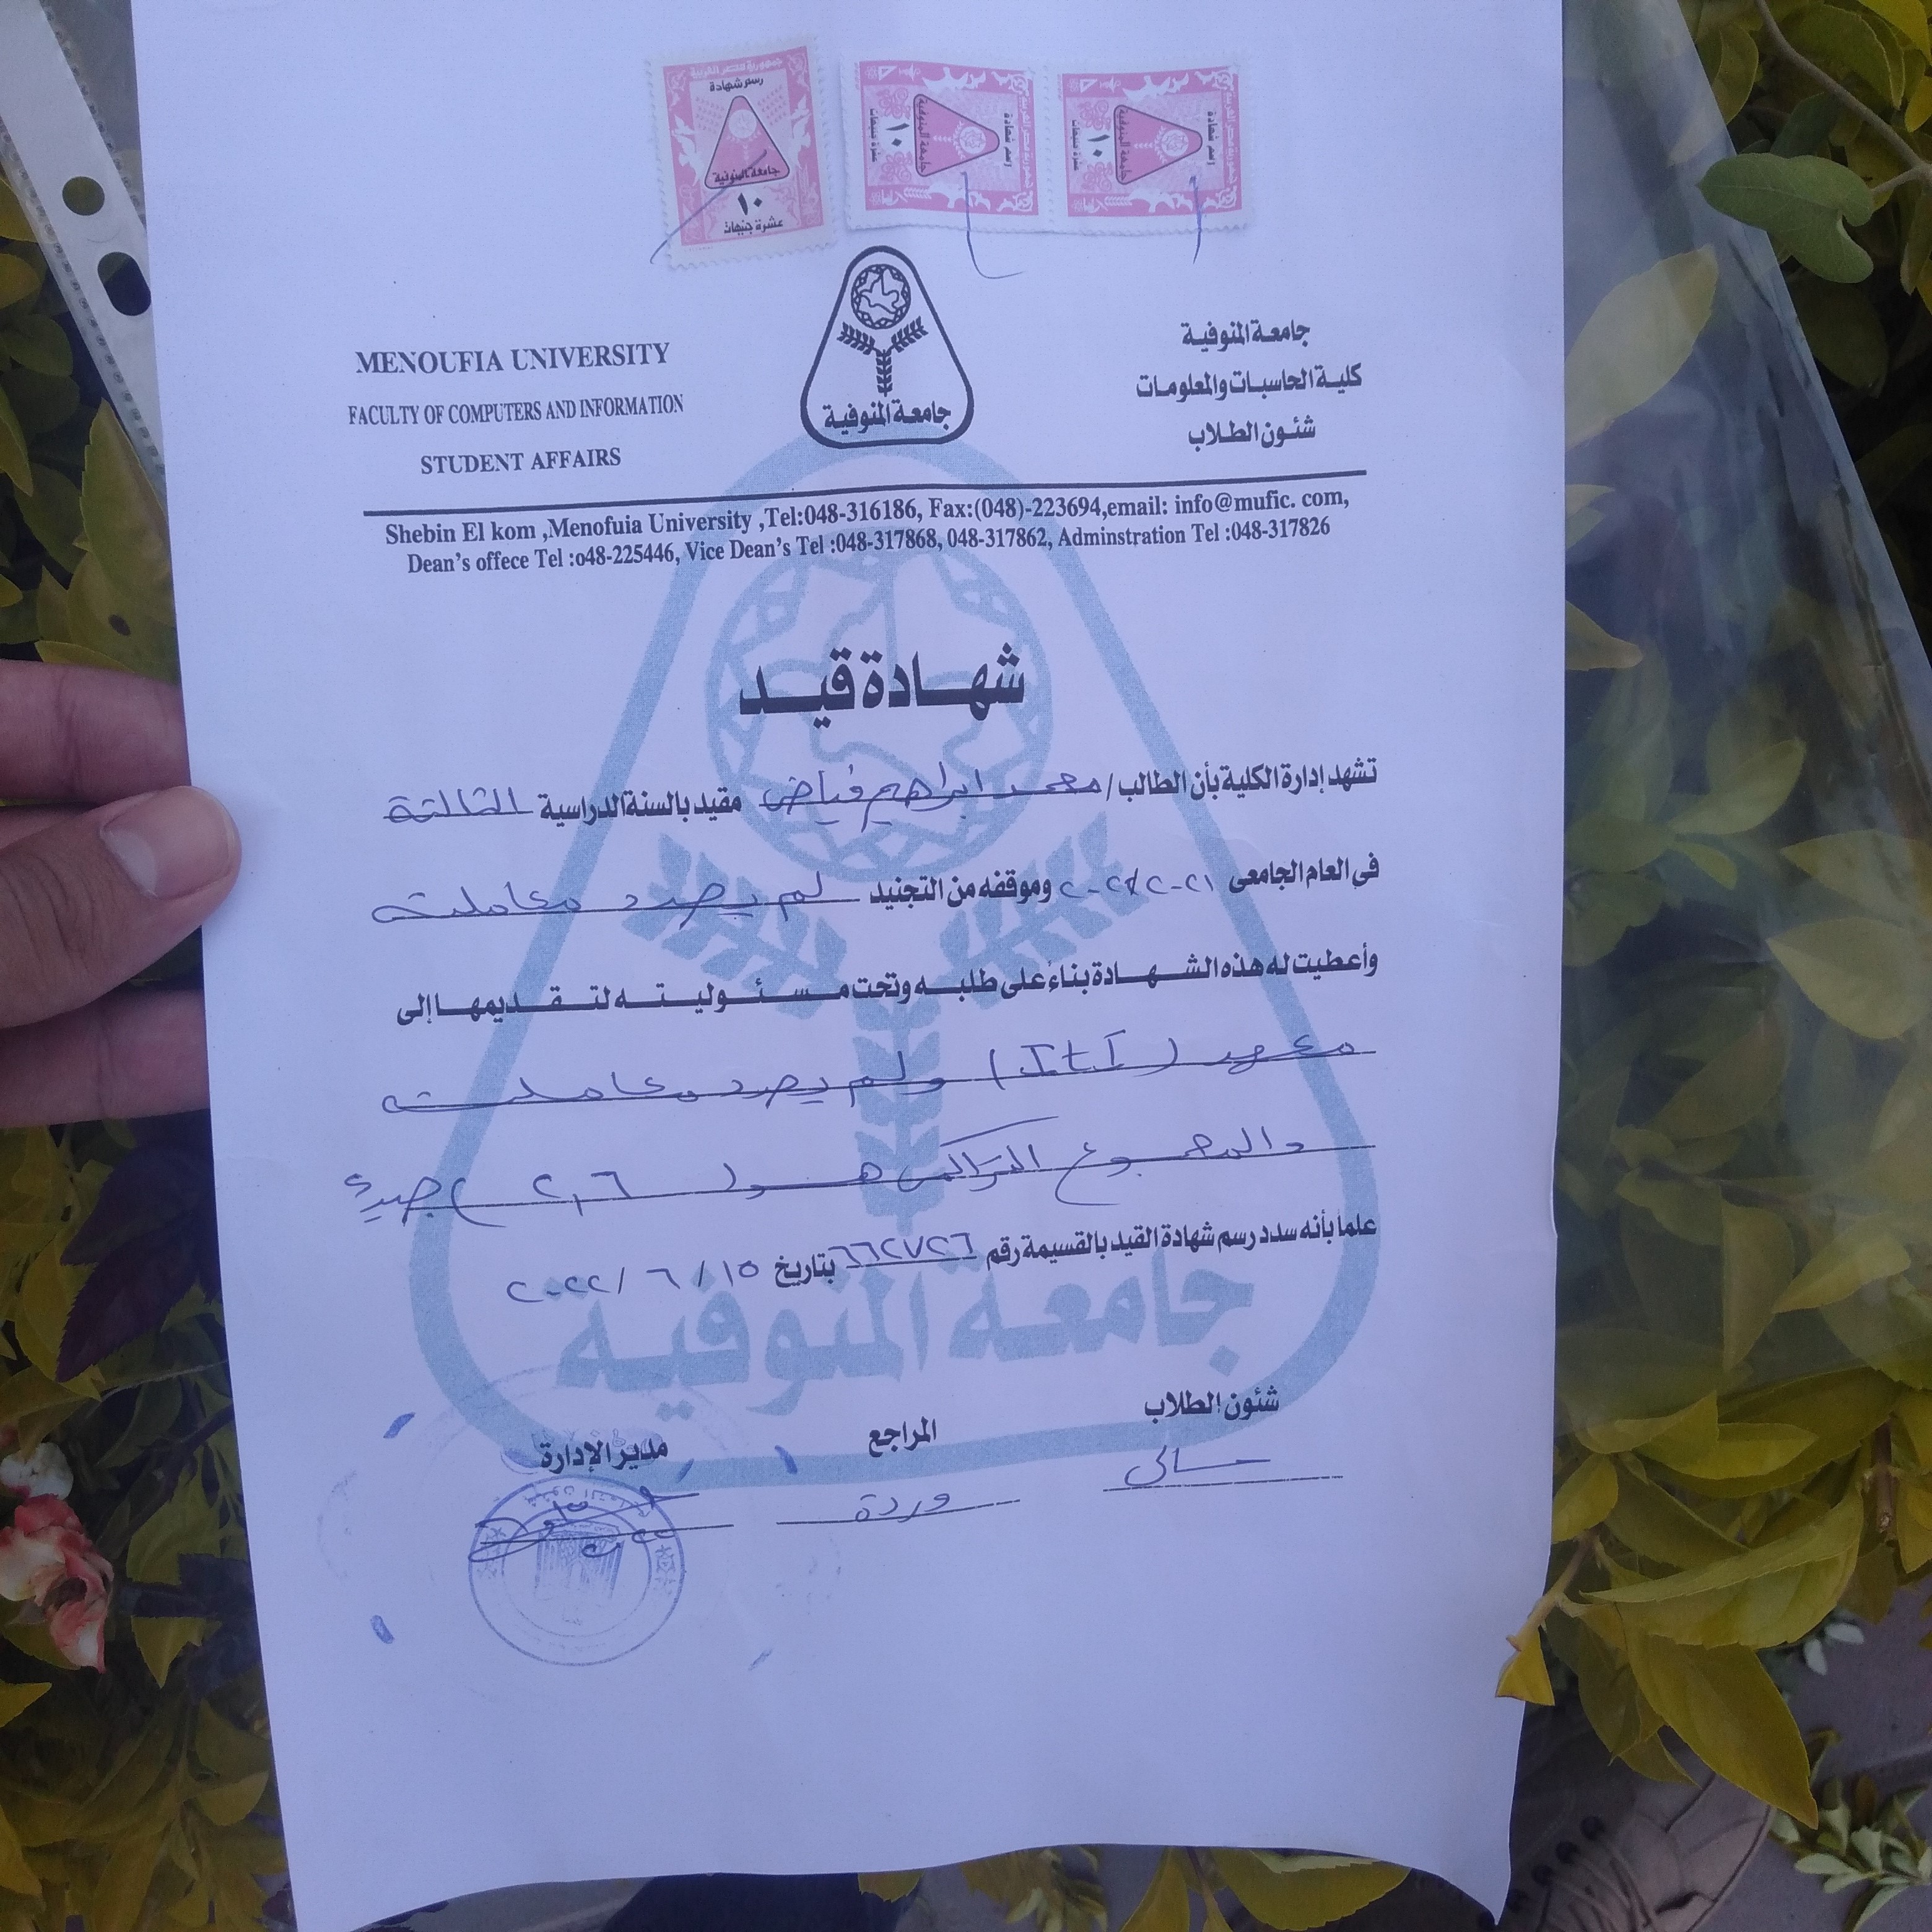 جمهورية مصر العربية
رسم شهادة
جامعة المنوفية
١٠
عشرة جنيهات
رسم شهادة
جامعة المنوفية
١٠
عشرة جنيهات
رسم شهادة
جامعة المنوفية
١٠
عشرة جنيهات
MENOUFIA UNIVERSITY
FACULTY OF COMPUTERS AND INFORMATION
STUDENT AFFAIRS
جامعة المنوفية
جامعة المنوفية
كلية الحاسبات والمعلومات
شئون الطلاب
Shebin El kom ,Menofuia University ,Tel:048-316186, Fax:(048)-223694,email: info@mufic. com,
Dean's offece Tel :o48-225446, Vice Dean's Tel :048-317868, 048-317862, Adminstration Tel :048-317826
شهادة قيد
تشهد إدارة الكلية بأن الطالب / محمد ابراهيم فياض مقيد بالسنة الدراسية الثالثة
فى العام الجامعى ٢٠٢١/٢٠٢٢ وموقفه من التجنيد لم يحدد معاملته
وأعطيت له هذه الشهادة بناءً على طلبه وتحت مسئوليته لتقديمها إلى
معهد (ItI) ولم يحدد معاملته
والمجموع التراكمى هو (٢,٦) جيد
علماً بأنه سدد رسم شهادة القيد بالقسيمة رقم ٦٦٢٧٢٦ بتاريخ ١٥ / ٦ / ٢٠٢٢
جامعة المنوفية
شئون الطلاب
المراجع
مدير الإدارة
وردة